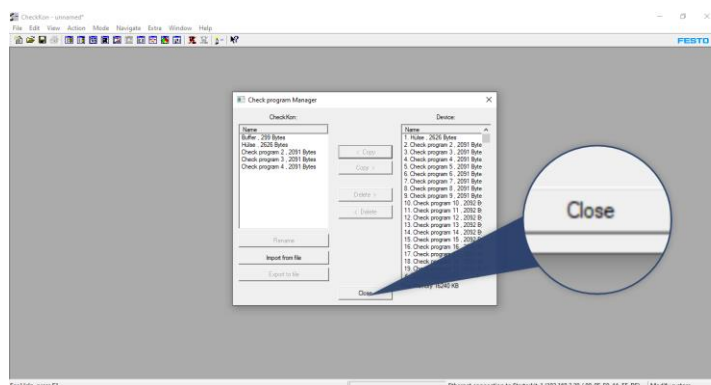 CheckKon - unnamed*
File Edit View Action Mode Navigate Extra Window Help
FESTO
Check program Manager
CheckKon:
Device:
Name
Buffer , 299 Bytes
Hülse , 2626 Bytes
Check program 2 , 2091 Bytes
Check program 3 , 2091 Bytes
Check program 4 , 2091 Bytes
< Copy
Copy >
Delete >
< Delete
Rename
Import from file
Export to file
Name
1. Hülse , 2626 Bytes
2. Check program 2 , 2091 Byte
3. Check program 3 , 2091 Byte
4. Check program 4 , 2091 Byte
5. Check program 5 , 2091 Byte
6. Check program 6 , 2091 Byte
7. Check program 7 , 2091 Byte
8. Check program 8 , 2091 Byte
9. Check program 9 , 2091 Byte
10. Check program 10 , 2092 B
11. Check program 11 , 2092 B
12. Check program 12 , 2092 B
13. Check program 13 , 2092 B
14. Check program 14 , 2092 B
15. Check program 15 , 2092 B
16. Check program 16
17. Check program
18. Check program
19. Check
16240 KB
Close
Close
Ethernet connection to